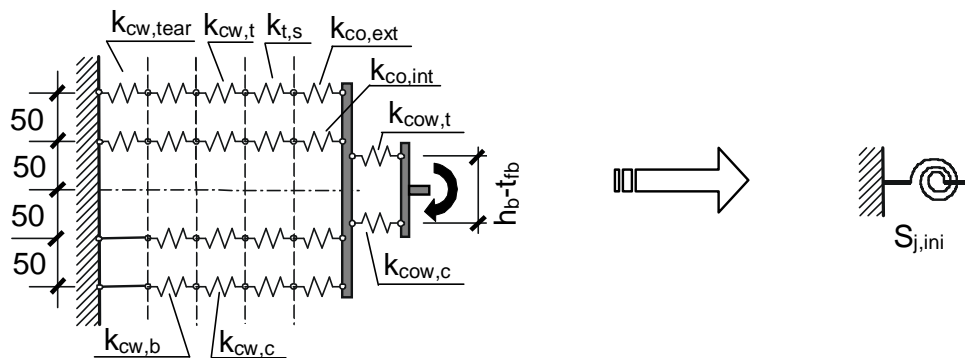 k_cw,tear
k_cw,t
k_t,s
k_co,ext
k_co,int
k_cow,t
50
50
50
50
h_b-t_fb
k_cow,c
S_j,ini
k_cw,b
k_cw,c